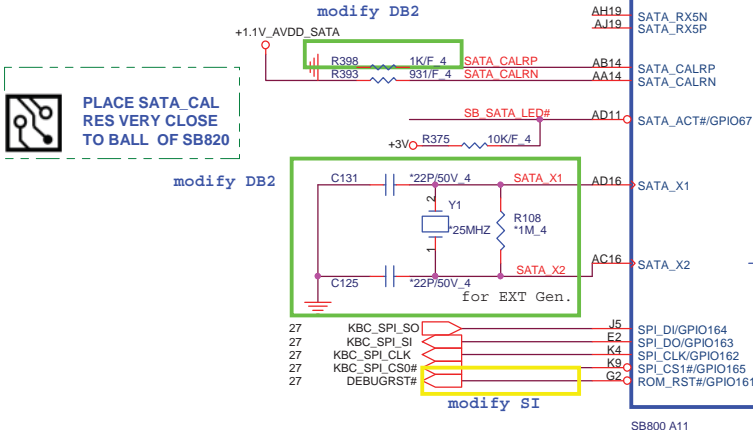 modify DB2
AH19
AJ19
SATA_RX5N
SATA_RX5P
+1.1V_AVDD_SATA
R398 1K/F_4 SATA_CALRP AB14 SATA_CALRP
R393 931/F_4 SATA_CALRN AA14 SATA_CALRN
PLACE SATA_CAL
RES VERY CLOSE
TO BALL OF SB820
SB_SATA_LED# AD11 SATA_ACT#/GPIO67
+3V R375 10K/F_4
modify DB2
C131 *22P/50V_4 SATA_X1 AD16 SATA_X1
2
Y1
*25MHZ
1
R108
*1M_4
C125 *22P/50V_4 SATA_X2 AC16 SATA_X2
for EXT Gen.
27 KBC_SPI_SO J5 SPI_DI/GPIO164
27 KBC_SPI_SI E2 SPI_DO/GPIO163
27 KBC_SPI_CLK K4 SPI_CLK/GPIO162
27 KBC_SPI_CS0# K9 SPI_CS1#/GPIO165
27 DEBUGRST# G2 ROM_RST#/GPIO161
modify SI
SB800 A11